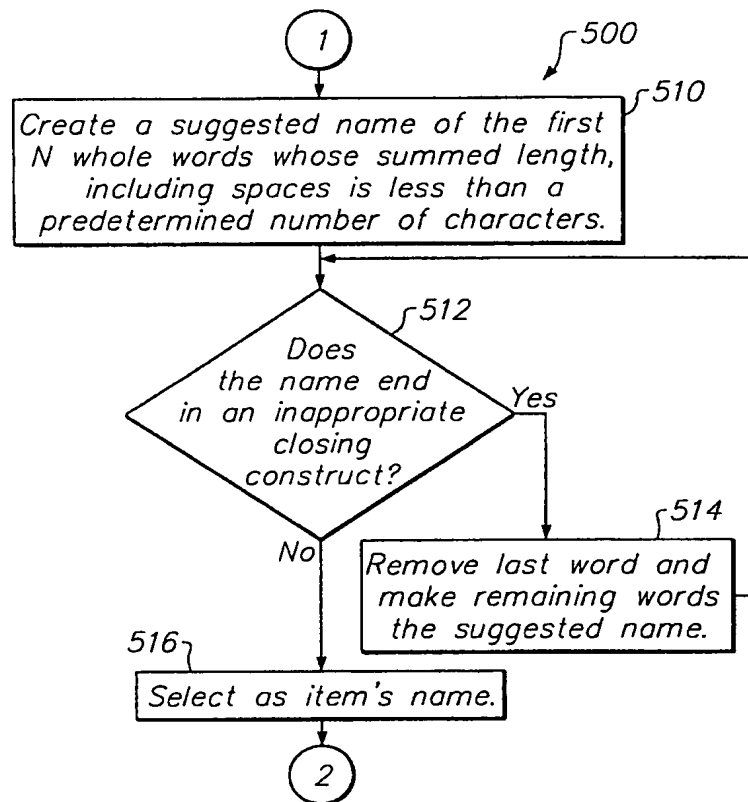 1
500
510
Create a suggested name of the first
N whole words whose summed length,
including spaces is less than a
predetermined number of characters.
512
Does
the name end
in an inappropriate
closing
construct?
Yes
No
514
Remove last word and
make remaining words
the suggested name.
516
Select as item's name.
2